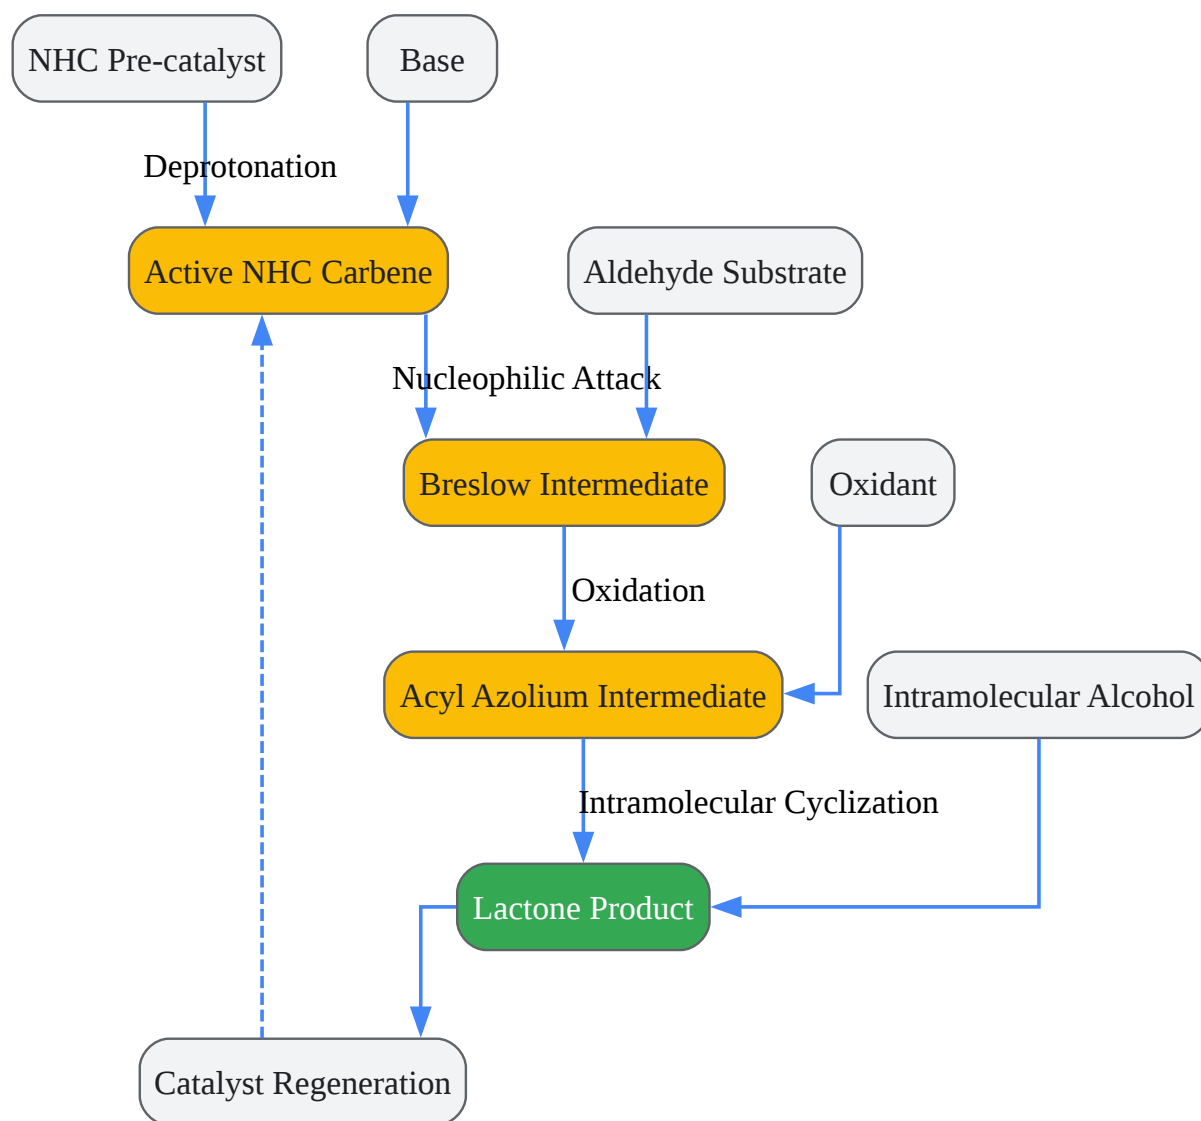 NHC Pre-catalyst
Base
Deprotonation
Active NHC Carbene
Aldehyde Substrate
Nucleophilic Attack
Breslow Intermediate
Oxidant
Oxidation
Acyl Azolium Intermediate
Intramolecular Alcohol
Intramolecular Cyclization
Lactone Product
Catalyst Regeneration